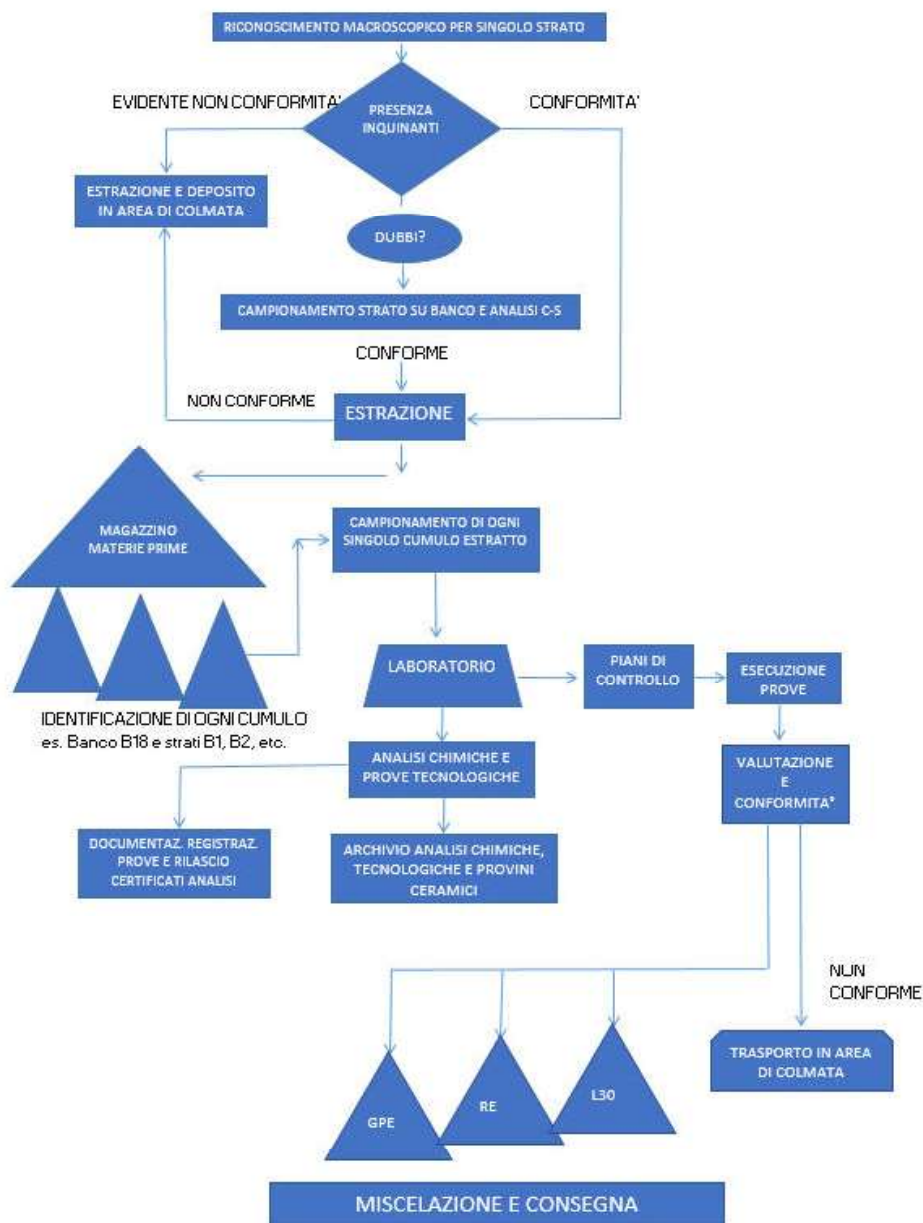 RICONOSCIMENTO MACROSCOPICO PER SINGOLO STRATO
EVIDENTE NON CONFORMITA'
CONFORMITA'
PRESENZA
INQUINANTI
ESTRAZIONE E DEPOSITO
IN AREA DI COLMATA
DUBBI?
CAMPIONAMENTO STRATO SU BANCO E ANALISI C-S
CONFORME
NON CONFORME
ESTRAZIONE
MAGAZZINO
MATERIE PRIME
CAMPIONAMENTO DI OGNI
SINGOLO CUMULO ESTRATTO
LABORATORIO
PIANI DI
CONTROLLO
ESECUZIONE
PROVE
IDENTIFICAZIONE DI OGNI CUMULO
es. Banco B18 e strati B1, B2, etc.
ANALISI CHIMICHE E
PROVE TECNOLOGICHE
VALUTAZIONE
E
CONFORMITA*
DOCUMENTAZ. REGISTRAZ.
PROVE E RILASCIO
CERTIFICATI ANALISI
ARCHIVIO ANALISI CHIMICHE,
TECNOLOGICHE E PROVINI
CERAMICI
NUN
CONFORME
TRASPORTO IN AREA
DI COLMATA
GPE
RE
L30
MISCELAZIONE E CONSEGNA